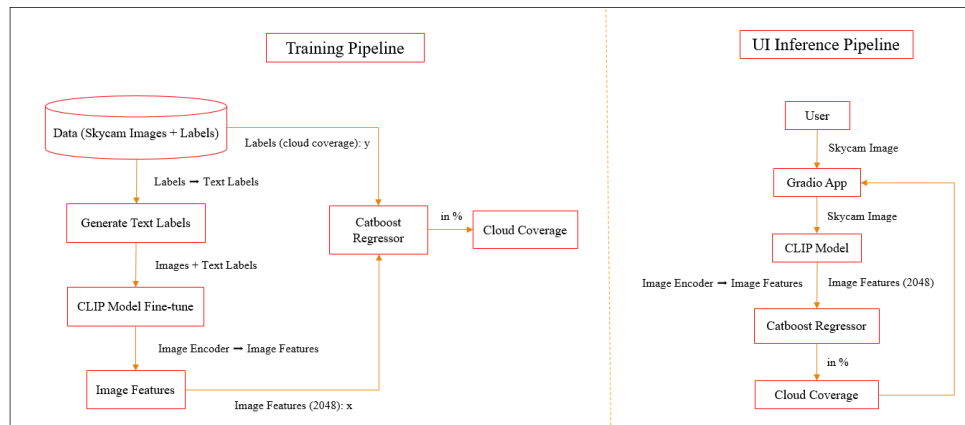 Training Pipeline
Data (Skycam Images + Labels)
Labels (cloud coverage): y
Labels ➞ Text Labels
Generate Text Labels
Images + Text Labels
CLIP Model Fine-tune
Image Encoder ➞ Image Features
Image Features
Image Features (2048): x
Catboost
Regressor
in %
Cloud Coverage
UI Inference Pipeline
User
Skycam Image
Gradio App
Skycam Image
CLIP Model
Image Encoder ➞ Image Features
Image Features (2048)
Catboost Regressor
in %
Cloud Coverage